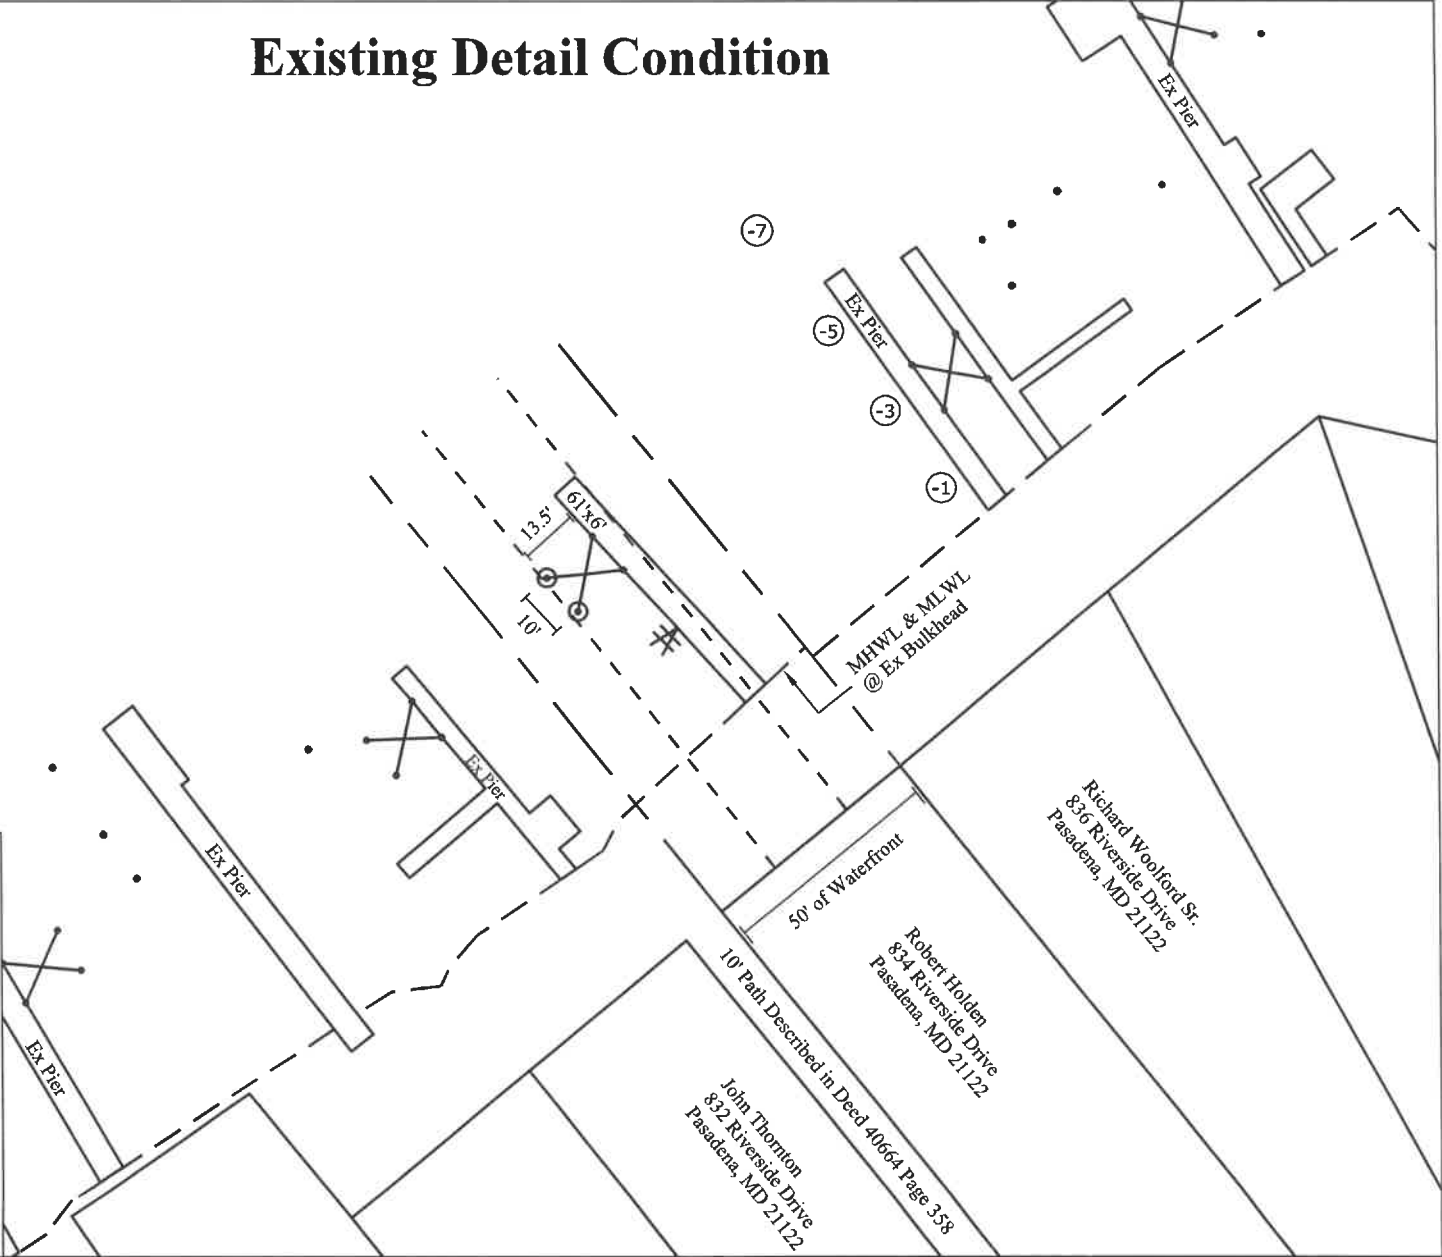 Existing Detail Condition
Ex Pier
-7
Ex Pier
-5
-3
-1
61'x6'
13.5'
10'
MHWL & MLWL
@ Ex Bulkhead
Ex Pier
Ex Pier
Ex Pier
50' of Waterfront
Richard Woolford Sr.
836 Riverside Drive
Pasadena, MD 21122
Robert Holden
834 Riverside Drive
Pasadena, MD 21122
10' Path Described in Deed 40664 Page 358
John Thornton
832 Riverside Drive
Pasadena, MD 21122